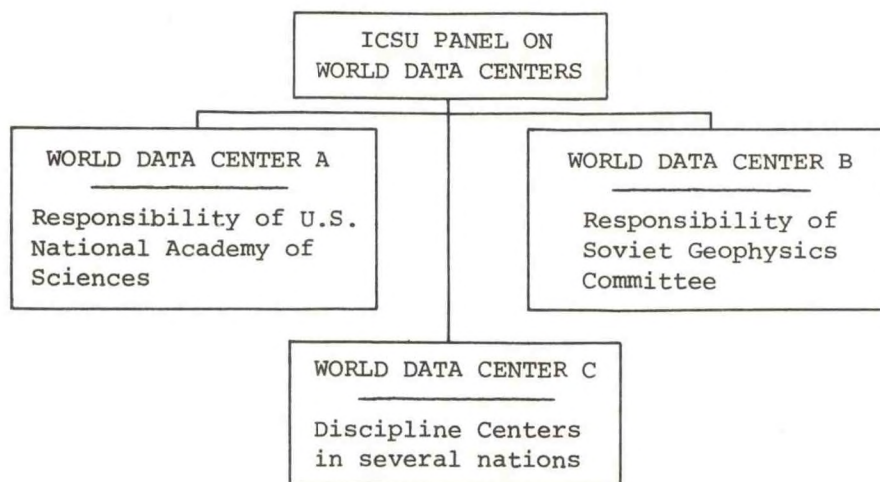 ICSU PANEL ON
WORLD DATA CENTERS
WORLD DATA CENTER A
Responsibility of U.S.
National Academy of
Sciences
WORLD DATA CENTER B
Responsibility of
Soviet Geophysics
Committee
WORLD DATA CENTER C
Discipline Centers
in several nations